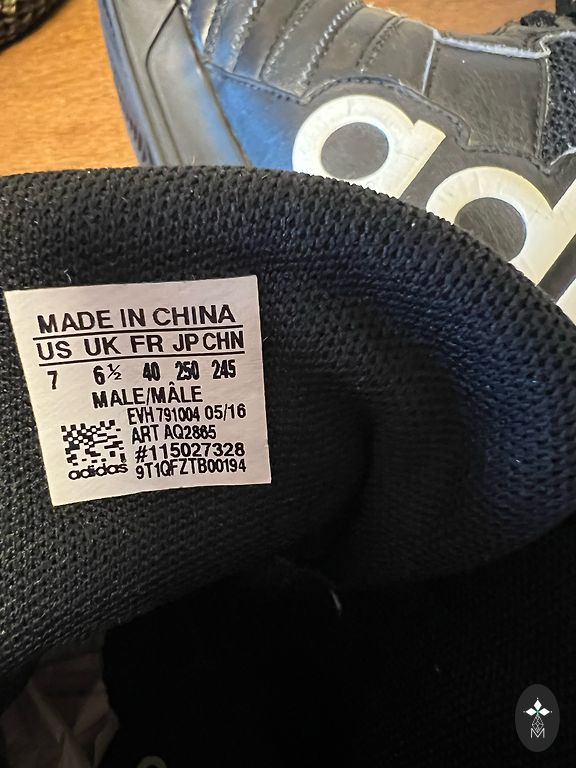 adi
MADE IN CHINA
US UK FR JP CHN
7 6½ 40 250 245
MALE/MÂLE
EVH 791004 05/16
ART AQ2865
#115027328
adidas 9T1QFZTB00194
M